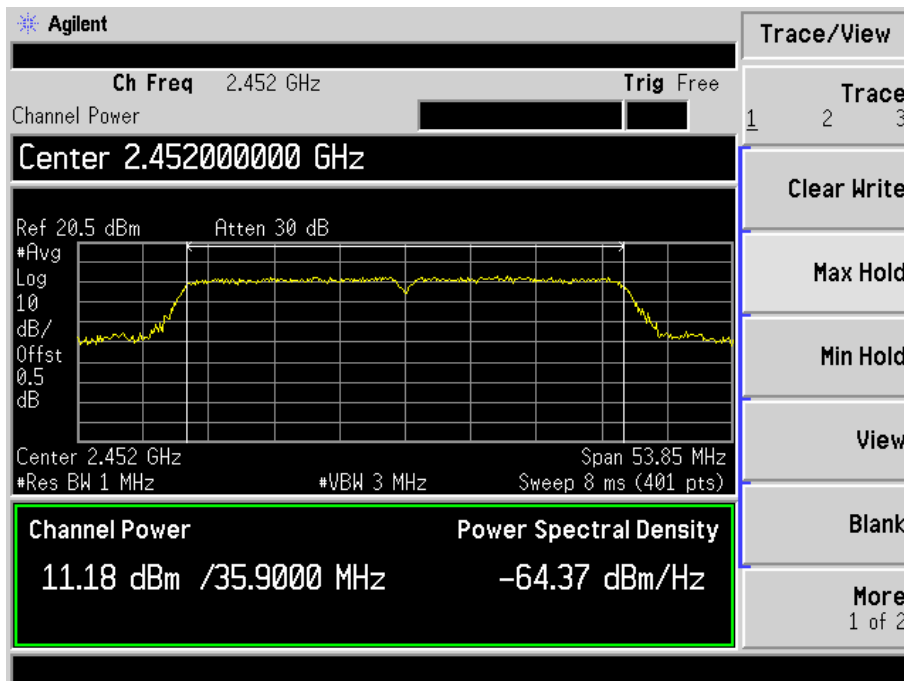 Agilent
Trace/View
Ch Freq 2.452 GHz Trig Free
Channel Power
Trace
1 2 3
Center 2.452000000 GHz
Clear Write
Ref 20.5 dBm Atten 30 dB
#Avg
Log
10
dB/
Offst
0.5
dB
Max Hold
Min Hold
View
Center 2.452 GHz Span 53.85 MHz
#Res BW 1 MHz #VBW 3 MHz Sweep 8 ms (401 pts)
Channel Power Power Spectral Density
11.18 dBm /35.9000 MHz -64.37 dBm/Hz
Blank
More
1 of 2